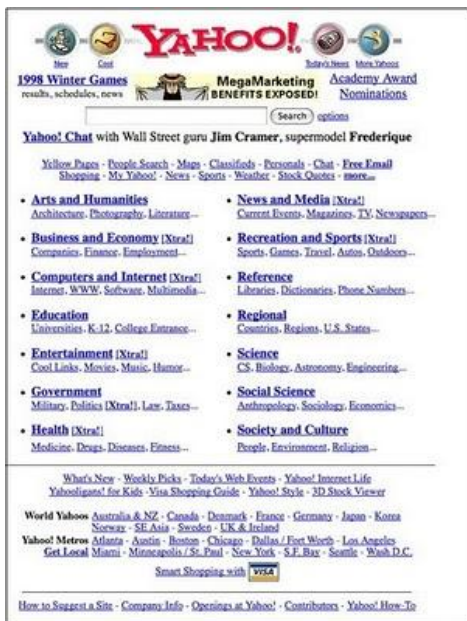 YAHOO!
New Cool Today's News More Yahoos
1998 Winter Games
results, schedules, news
MegaMarketing
BENEFITS EXPOSED!
Academy Award
Nominations
Search options
Yahoo! Chat with Wall Street guru Jim Cramer, supermodel Frederique
Yellow Pages - People Search - Maps - Classifieds - Personals - Chat - Free Email
Shopping - My Yahoo! - News - Sports - Weather - Stock Quotes - more...
• Arts and Humanities
Architecture, Photography, Literature...
• Business and Economy [Xtra!]
Companies, Finance, Employment...
• Computers and Internet [Xtra!]
Internet, WWW, Software, Multimedia...
• Education
Universities, K-12, College Entrance...
• Entertainment [Xtra!]
Cool Links, Movies, Music, Humor...
• Government
Military, Politics [Xtra!], Law, Taxes...
• Health [Xtra!]
Medicine, Drugs, Diseases, Fitness...
• News and Media [Xtra!]
Current Events, Magazines, TV, Newspapers...
• Recreation and Sports [Xtra!]
Sports, Games, Travel, Autos, Outdoors...
• Reference
Libraries, Dictionaries, Phone Numbers...
• Regional
Countries, Regions, U.S. States...
• Science
CS, Biology, Astronomy, Engineering...
• Social Science
Anthropology, Sociology, Economics...
• Society and Culture
People, Environment, Religion...
What's New - Weekly Picks - Today's Web Events - Yahoo! Internet Life
Yahooligans! for Kids - Visa Shopping Guide - Yahoo! Style - 3D Stock Viewer
World Yahoos Australia & NZ - Canada - Denmark - France - Germany - Japan - Korea
Norway - SE Asia - Sweden - UK & Ireland
Yahoo! Metros Atlanta - Austin - Boston - Chicago - Dallas / Fort Worth - Los Angeles
Get Local Miami - Minneapolis / St. Paul - New York - S.F. Bay - Seattle - Wash D.C.
Smart Shopping with VISA
How to Suggest a Site - Company Info - Openings at Yahoo! - Contributors - Yahoo! How-To